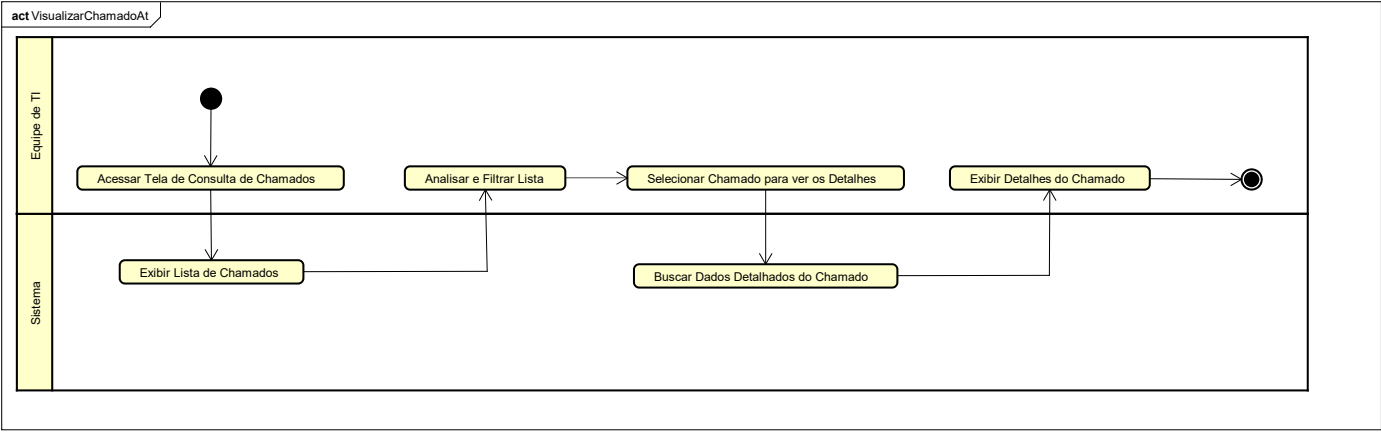 act VisualizarChamadoAt
Equipe de TI
Acessar Tela de Consulta de Chamados
Analisar e Filtrar Lista
Selecionar Chamado para ver os Detalhes
Exibir Detalhes do Chamado
Sistema
Exibir Lista de Chamados
Buscar Dados Detalhados do Chamado